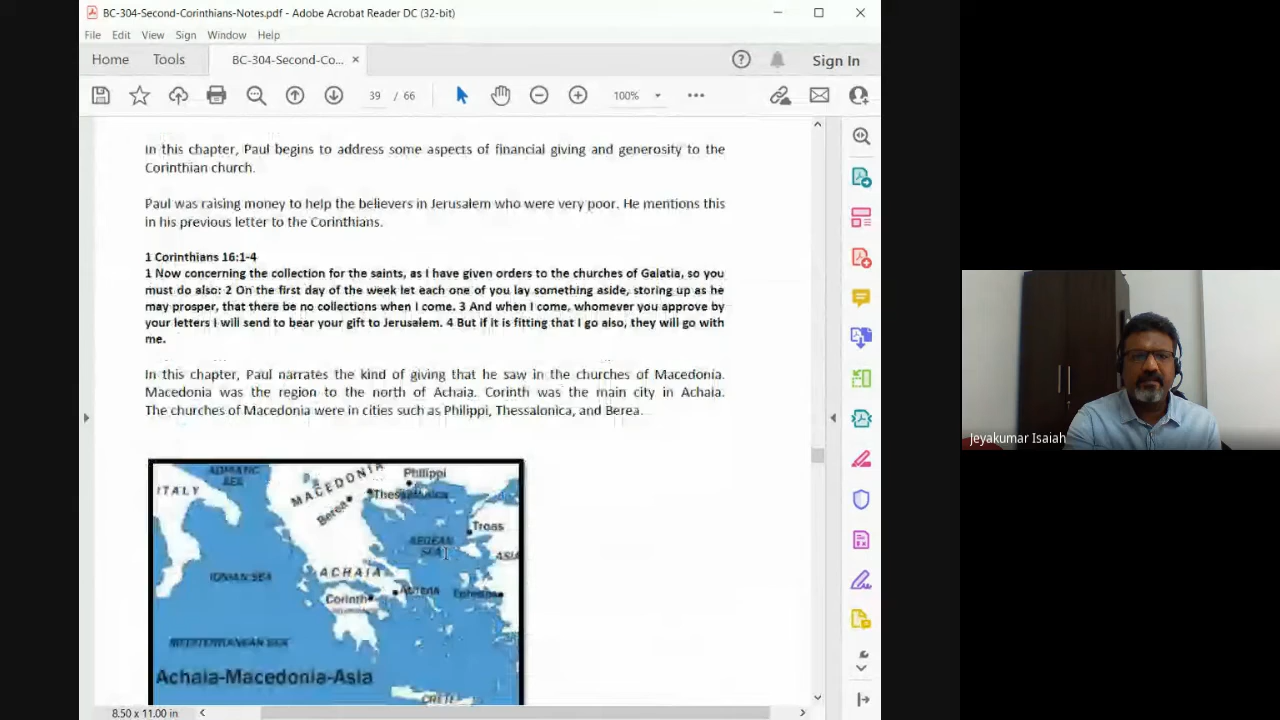 BC-304-Second-Corinthians-Notes.pdf - Adobe Acrobat Reader DC (32-bit)
File Edit View Sign Window Help
Home Tools BC-304-Second-Co... × Sign In
39 / 66 100%
In this chapter, Paul begins to address some aspects of financial giving and generosity to the
Corinthian church.
Paul was raising money to help the believers in Jerusalem who were very poor. He mentions this
in his previous letter to the Corinthians.
1 Corinthians 16:1-4
1 Now concerning the collection for the saints, as I have given orders to the churches of Galatia, so you
must do also: 2 On the first day of the week let each one of you lay something aside, storing up as he
may prosper, that there be no collections when I come. 3 And when I come, whomever you approve by
your letters I will send to bear your gift to Jerusalem. 4 But if it is fitting that I go also, they will go with
me.
In this chapter, Paul narrates the kind of giving that he saw in the churches of Macedonia.
Macedonia was the region to the north of Achaia. Corinth was the main city in Achaia.
The churches of Macedonia were in cities such as Philippi, Thessalonica, and Berea.
ADRIATIC
SEA
ITALY
MACEDONIA
Philippi
Thessalonica
Berea
Troas
AEGEAN
SEA
ASIA
IONIAN SEA
ACHAIA
Corinth
Athens
Ephesus
MEDITERRANEAN SEA
Achaia-Macedonia-Asia
CRETE
8.50 x 11.00 in
Jeyakumar Isaiah